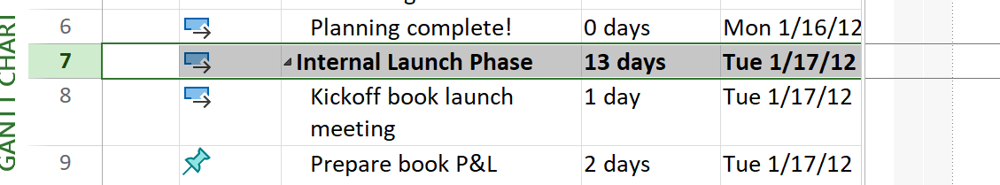 GANTT CHART
6 Planning complete! 0 days Mon 1/16/12
7 Internal Launch Phase 13 days Tue 1/17/12
8 Kickoff book launch 1 day Tue 1/17/12
meeting
9 Prepare book P&L 2 days Tue 1/17/12